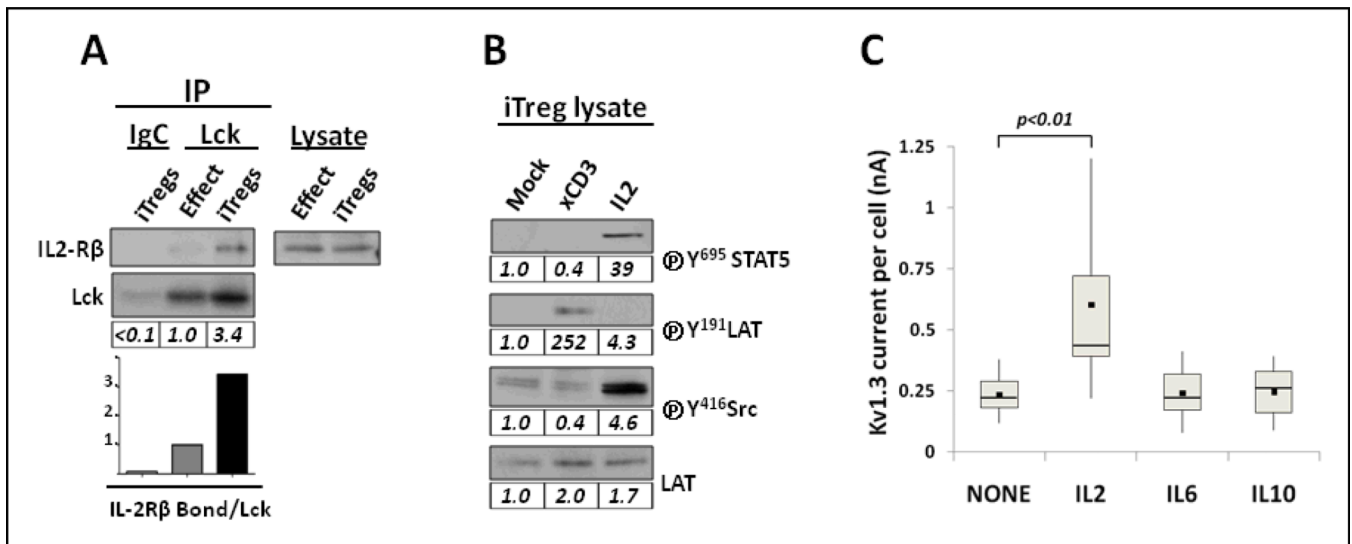 A
IP
IgC Lck Lysate
iTregs Effect iTregs Effect iTregs
IL2-Rβ
Lck
<0.1 1.0 3.4
3
2
1
IL-2Rβ Bond/Lck
B
iTreg lysate
Mock xCD3 IL2
Ⓟ Y⁶⁹⁵ STAT5
1.0 0.4 39
Ⓟ Y¹⁹¹LAT
1.0 252 4.3
Ⓟ Y⁴¹⁶Src
1.0 0.4 4.6
LAT
1.0 2.0 1.7
C
p<0.01
Kv1.3 current per cell (nA)
1.25
1
0.75
0.5
0.25
0
NONE IL2 IL6 IL10